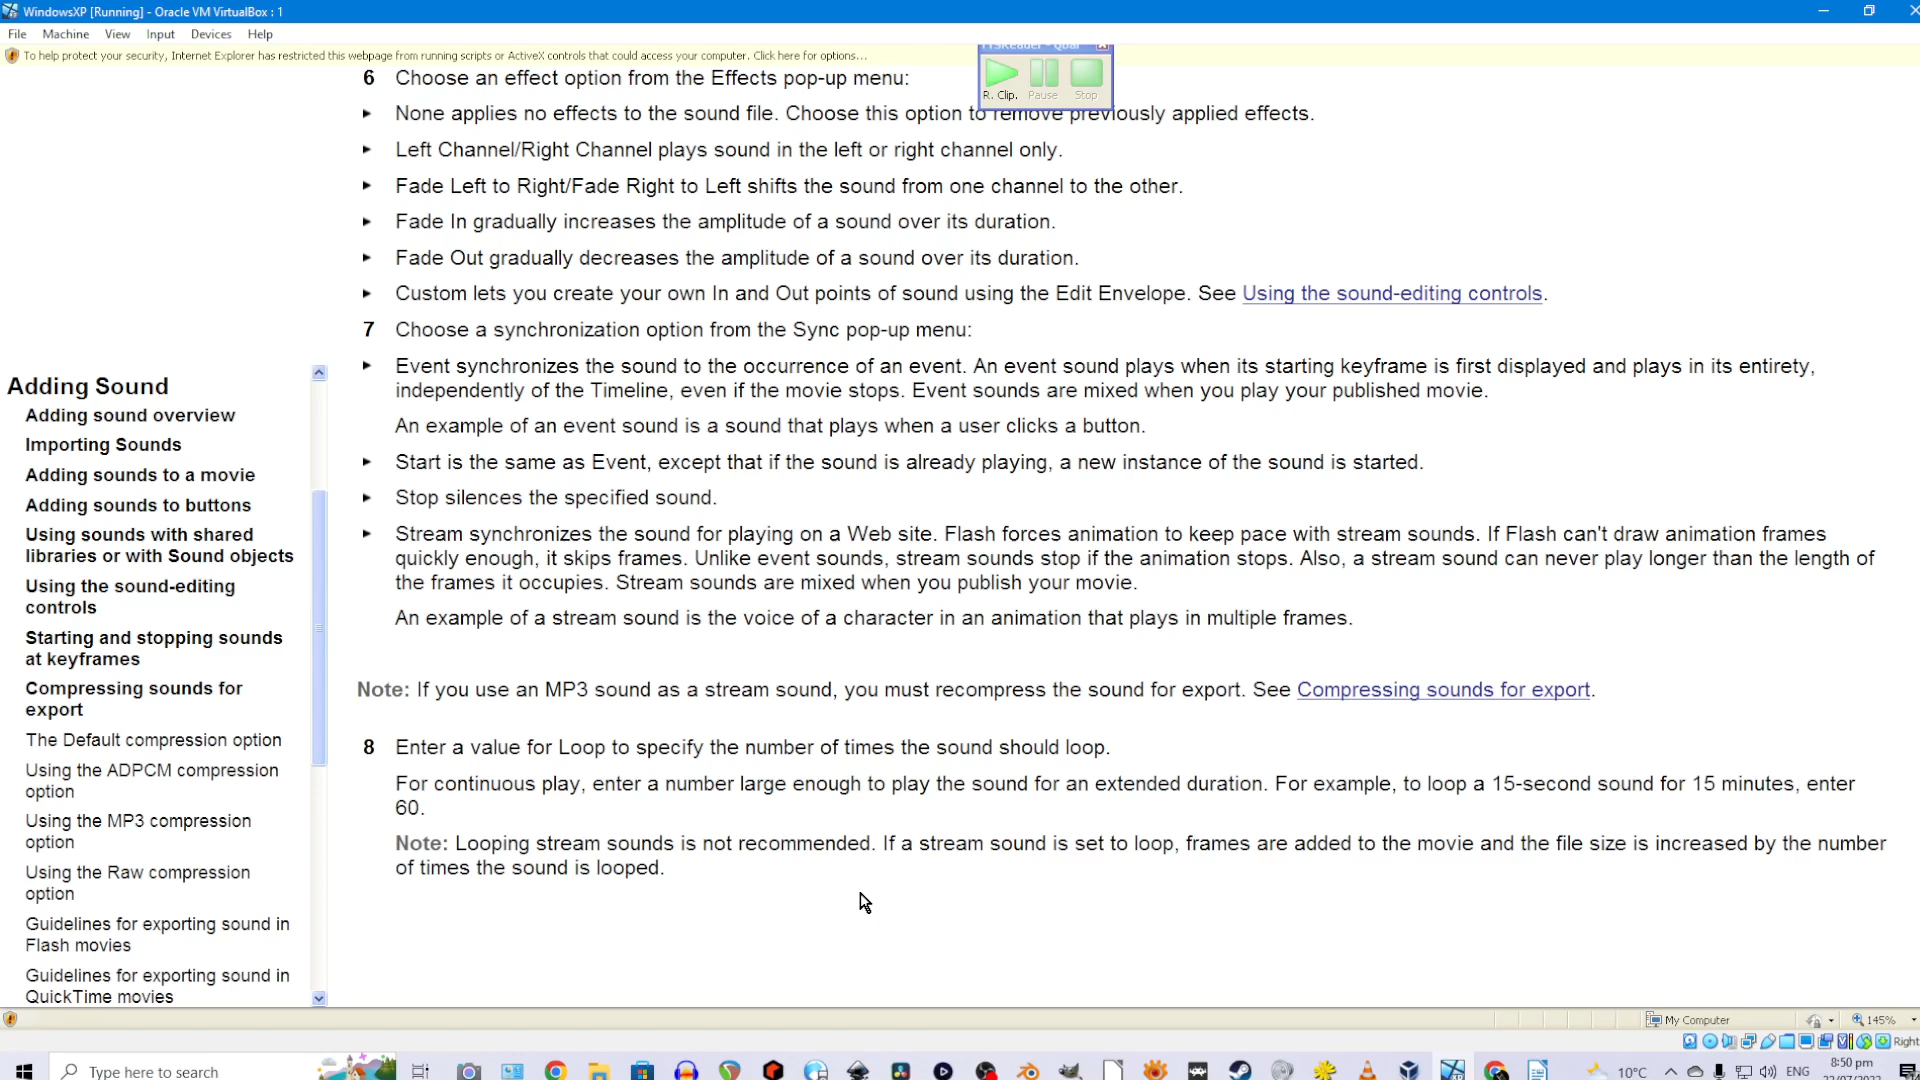 WindowsXP [Running] - Oracle VM VirtualBox : 1
File Machine View Input Devices Help
To help protect your security, Internet Explorer has restricted this webpage from running scripts or ActiveX controls that could access your computer. Click here for options...
R. Clip. Pause Stop
6 Choose an effect option from the Effects pop-up menu:
None applies no effects to the sound file. Choose this option to remove previously applied effects.
Left Channel/Right Channel plays sound in the left or right channel only.
Fade Left to Right/Fade Right to Left shifts the sound from one channel to the other.
Fade In gradually increases the amplitude of a sound over its duration.
Fade Out gradually decreases the amplitude of a sound over its duration.
Custom lets you create your own In and Out points of sound using the Edit Envelope. See Using the sound-editing controls.
7 Choose a synchronization option from the Sync pop-up menu:
Event synchronizes the sound to the occurrence of an event. An event sound plays when its starting keyframe is first displayed and plays in its entirety,
independently of the Timeline, even if the movie stops. Event sounds are mixed when you play your published movie.
An example of an event sound is a sound that plays when a user clicks a button.
Start is the same as Event, except that if the sound is already playing, a new instance of the sound is started.
Stop silences the specified sound.
Stream synchronizes the sound for playing on a Web site. Flash forces animation to keep pace with stream sounds. If Flash can't draw animation frames
quickly enough, it skips frames. Unlike event sounds, stream sounds stop if the animation stops. Also, a stream sound can never play longer than the length of
the frames it occupies. Stream sounds are mixed when you publish your movie.
An example of a stream sound is the voice of a character in an animation that plays in multiple frames.
Note: If you use an MP3 sound as a stream sound, you must recompress the sound for export. See Compressing sounds for export.
8 Enter a value for Loop to specify the number of times the sound should loop.
For continuous play, enter a number large enough to play the sound for an extended duration. For example, to loop a 15-second sound for 15 minutes, enter
60.
Note: Looping stream sounds is not recommended. If a stream sound is set to loop, frames are added to the movie and the file size is increased by the number
of times the sound is looped.
Adding Sound
Adding sound overview
Importing Sounds
Adding sounds to a movie
Adding sounds to buttons
Using sounds with shared
libraries or with Sound objects
Using the sound-editing
controls
Starting and stopping sounds
at keyframes
Compressing sounds for
export
The Default compression option
Using the ADPCM compression
option
Using the MP3 compression
option
Using the Raw compression
option
Guidelines for exporting sound in
Flash movies
Guidelines for exporting sound in
QuickTime movies
My Computer
145%
Right
Type here to search
10°C
ENG
8:50 pm